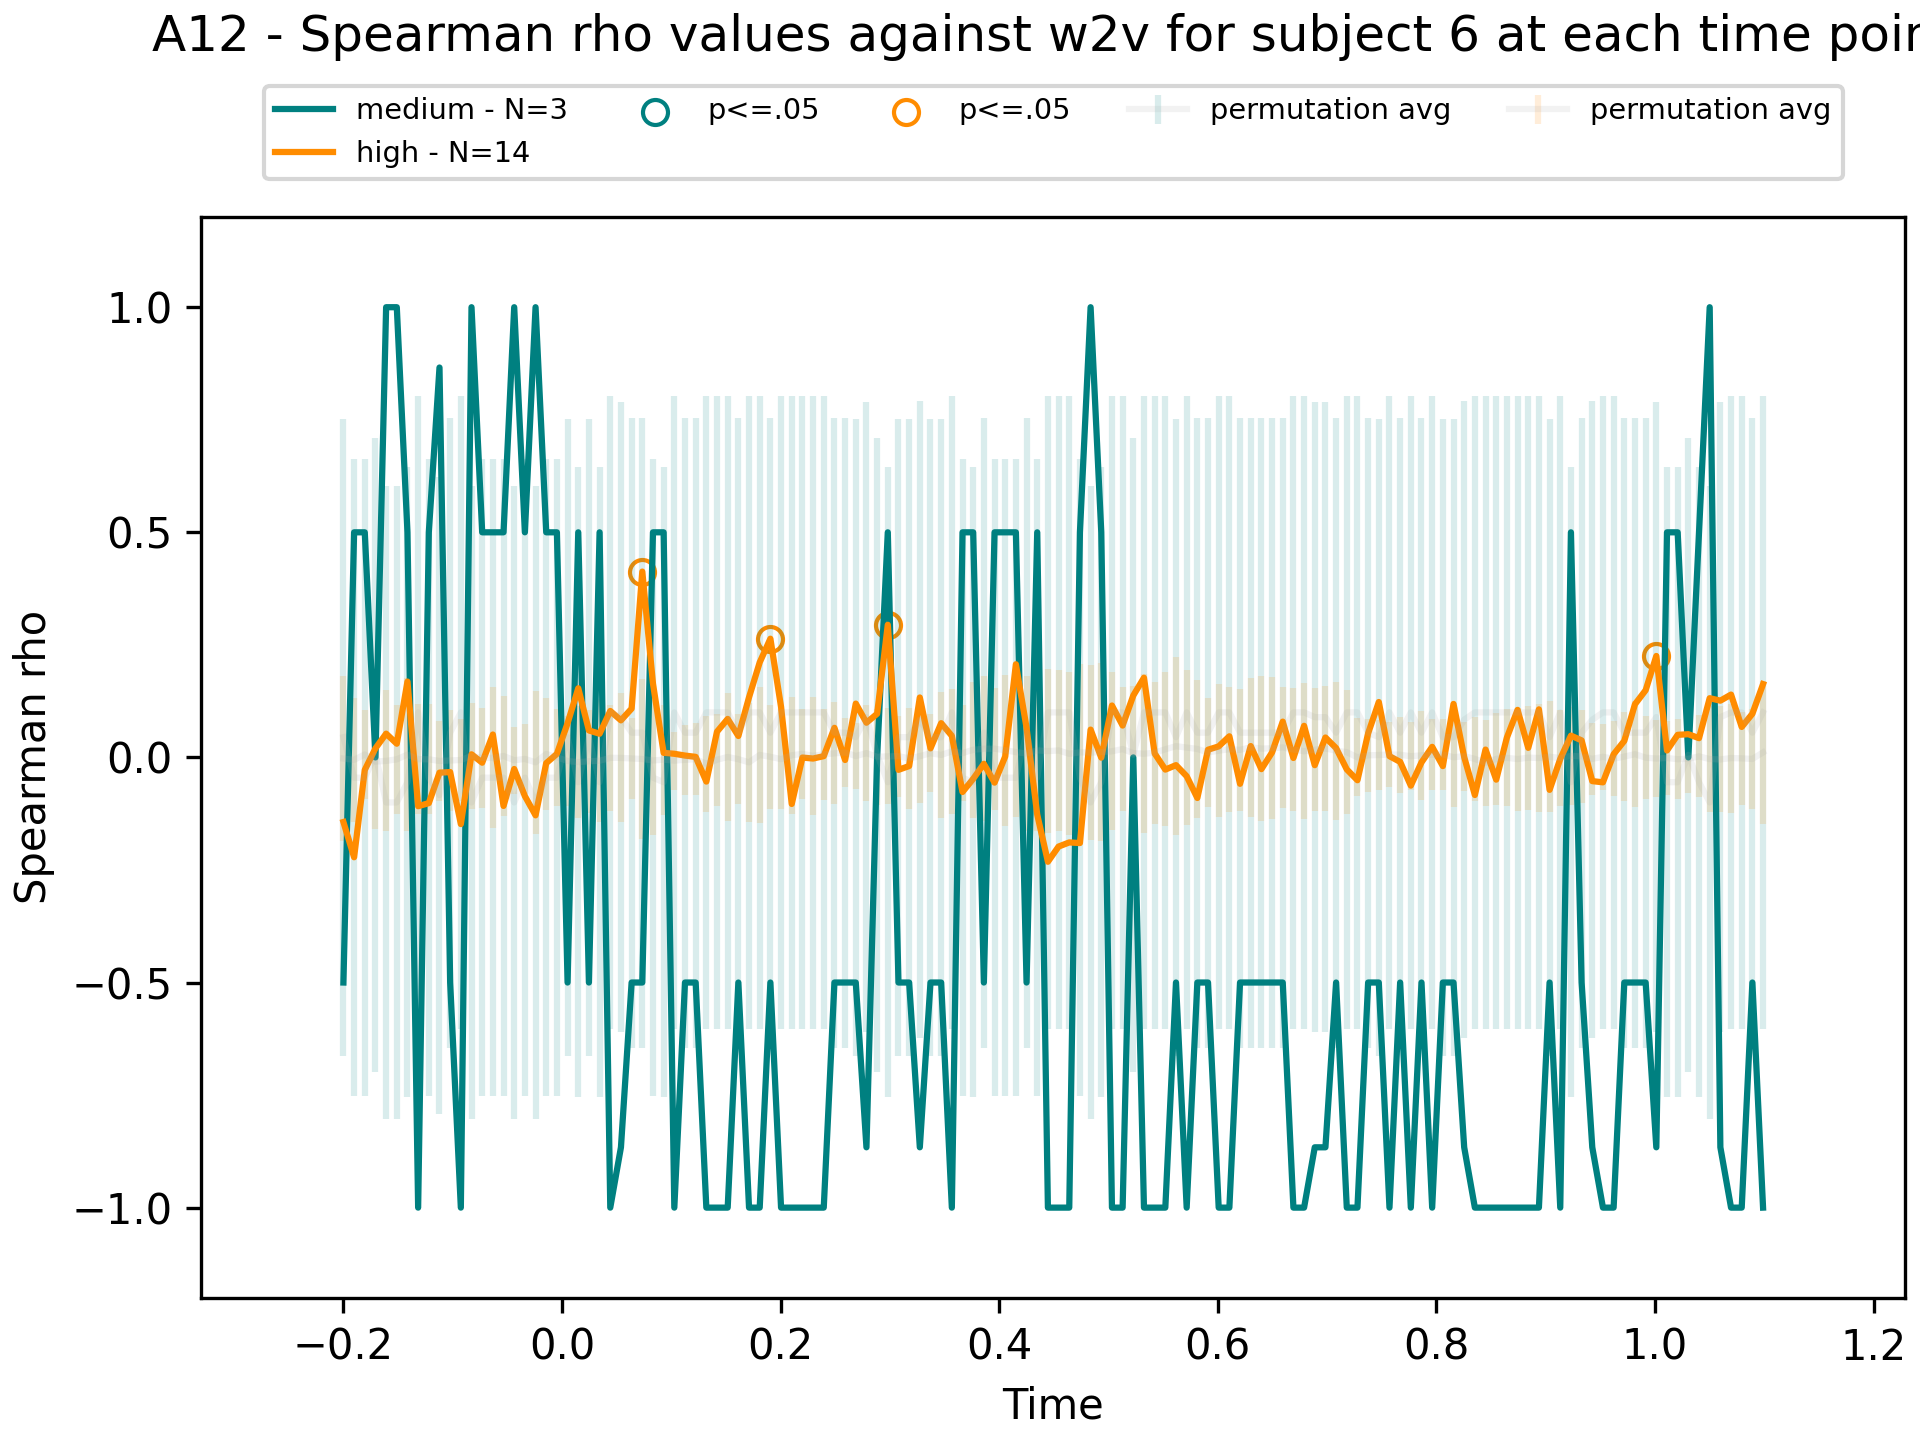 A12 - Spearman rho values against w2v for subject 6 at each time poin
medium - N=3 p<=.05 p<=.05 permutation avg permutation avg
high - N=14
1.0
0.5
0.0
−0.5
−1.0
Spearman rho
−0.2 0.0 0.2 0.4 0.6 0.8 1.0 1.2
Time